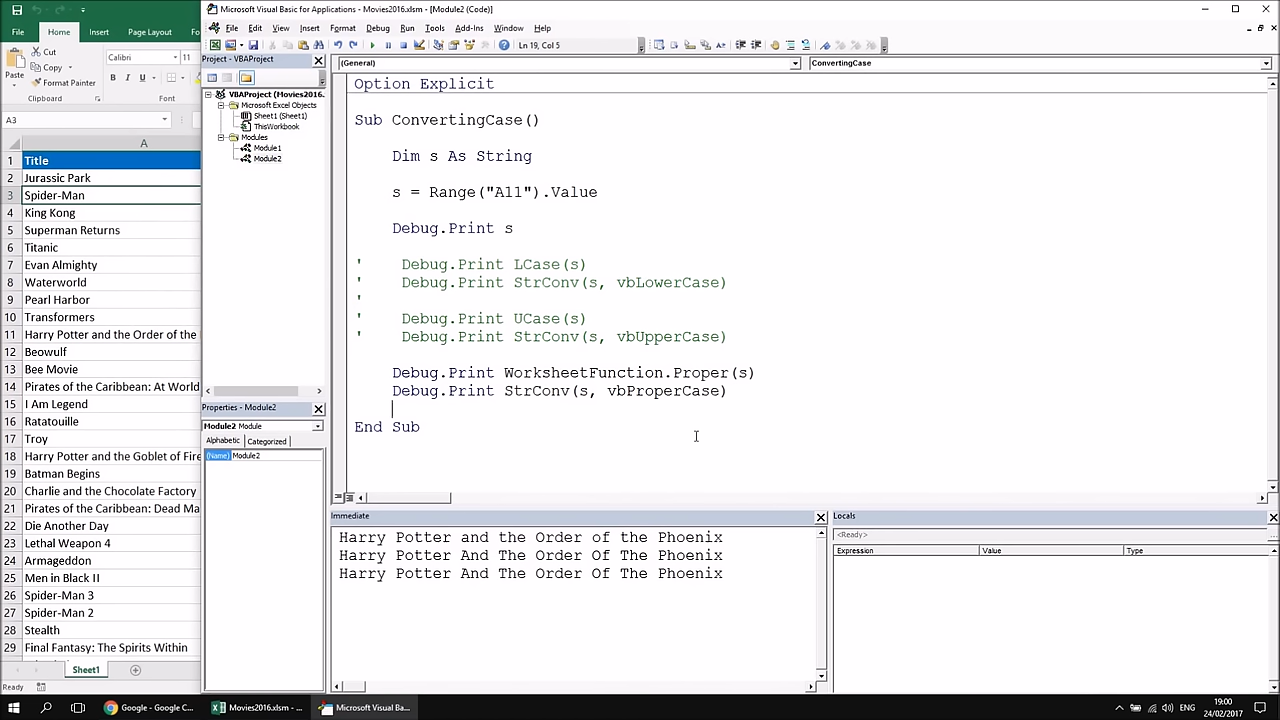 Microsoft Visual Basic for Applications - Movies2016.xlsm - [Module2 (Code)]
File Home Insert Page Layout Fo
File Edit View Insert Format Debug Run Tools Add-Ins Window Help
Ln 19, Col 5
Cut
Copy
Format Painter
Paste
Clipboard
Calibri 11
B I U
Font
A3
Project - VBAProject
VBAProject (Movies2016.
Microsoft Excel Objects
Sheet1 (Sheet1)
ThisWorkbook
Modules
Module1
Module2
Properties - Module2
Module2 Module
Alphabetic Categorized
(Name) Module2
(General) ConvertingCase
Option Explicit
Sub ConvertingCase()
Dim s As String
s = Range("A11").Value
Debug.Print s
' Debug.Print LCase(s)
' Debug.Print StrConv(s, vbLowerCase)
'
' Debug.Print UCase(s)
' Debug.Print StrConv(s, vbUpperCase)
Debug.Print WorksheetFunction.Proper(s)
Debug.Print StrConv(s, vbProperCase)
End Sub
Immediate
Harry Potter and the Order of the Phoenix
Harry Potter And The Order Of The Phoenix
Harry Potter And The Order Of The Phoenix
Locals
<Ready>
Expression Value Type
A
1 Title
2 Jurassic Park
3 Spider-Man
4 King Kong
5 Superman Returns
6 Titanic
7 Evan Almighty
8 Waterworld
9 Pearl Harbor
10 Transformers
11 Harry Potter and the Order of the
12 Beowulf
13 Bee Movie
14 Pirates of the Caribbean: At World
15 I Am Legend
16 Ratatouille
17 Troy
18 Harry Potter and the Goblet of Fire
19 Batman Begins
20 Charlie and the Chocolate Factory
21 Pirates of the Caribbean: Dead Ma
22 Die Another Day
23 Lethal Weapon 4
24 Armageddon
25 Men in Black II
26 Spider-Man 3
27 Spider-Man 2
28 Stealth
29 Final Fantasy: The Spirits Within
Sheet1
Ready
Google - Google C...
Movies2016.xlsm - ...
Microsoft Visual Ba...
ENG
19:00
24/02/2017